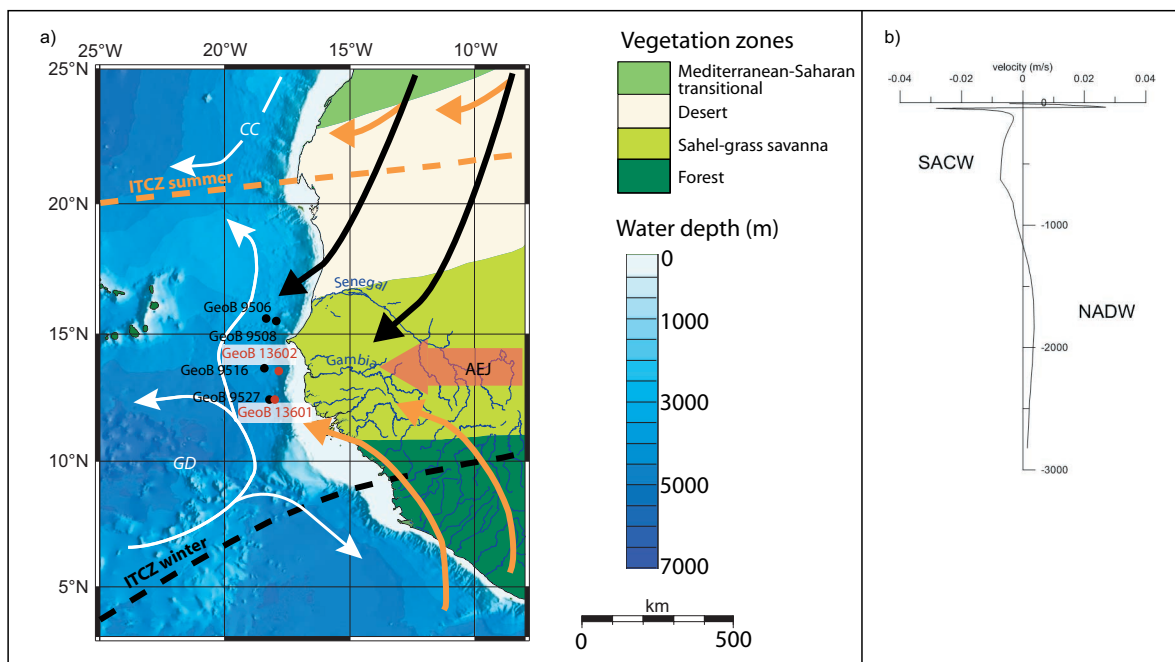 a)
25°W
20°W
15°W
10°W
25°N
20°N
15°N
10°N
5°N
CC
ITCZ summer
Senegal
GeoB 9506
GeoB 9508
GeoB 13602
Gambia
GeoB 9516
AEJ
GeoB 9527
GeoB 13601
GD
ITCZ winter
Vegetation zones
Mediterranean-Saharan
transitional
Desert
Sahel-grass savanna
Forest
Water depth (m)
0
1000
3000
5000
7000
km
0
500
b)
velocity (m/s)
-0.04
-0.02
0
0.02
0.04
0
SACW
-1000
NADW
-2000
-3000